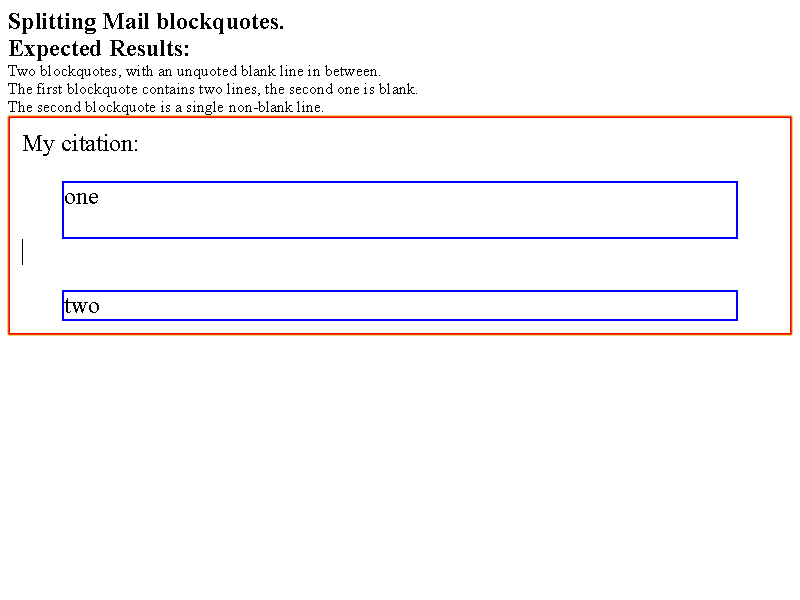 Splitting Mail blockquotes.
Expected Results:
Two blockquotes, with an unquoted blank line in between.
The first blockquote contains two lines, the second one is blank.
The second blockquote is a single non-blank line.
My citation:
one
two